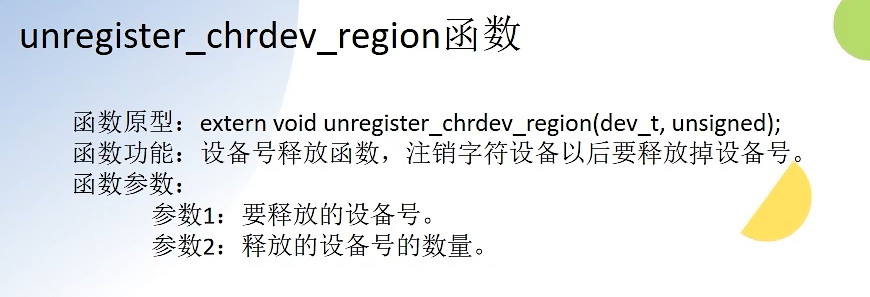 unregister_chrdev_region函数
函数原型：extern void unregister_chrdev_region(dev_t, unsigned);
函数功能：设备号释放函数，注销字符设备以后要释放掉设备号。
函数参数：
参数1：要释放的设备号。
参数2：释放的设备号的数量。